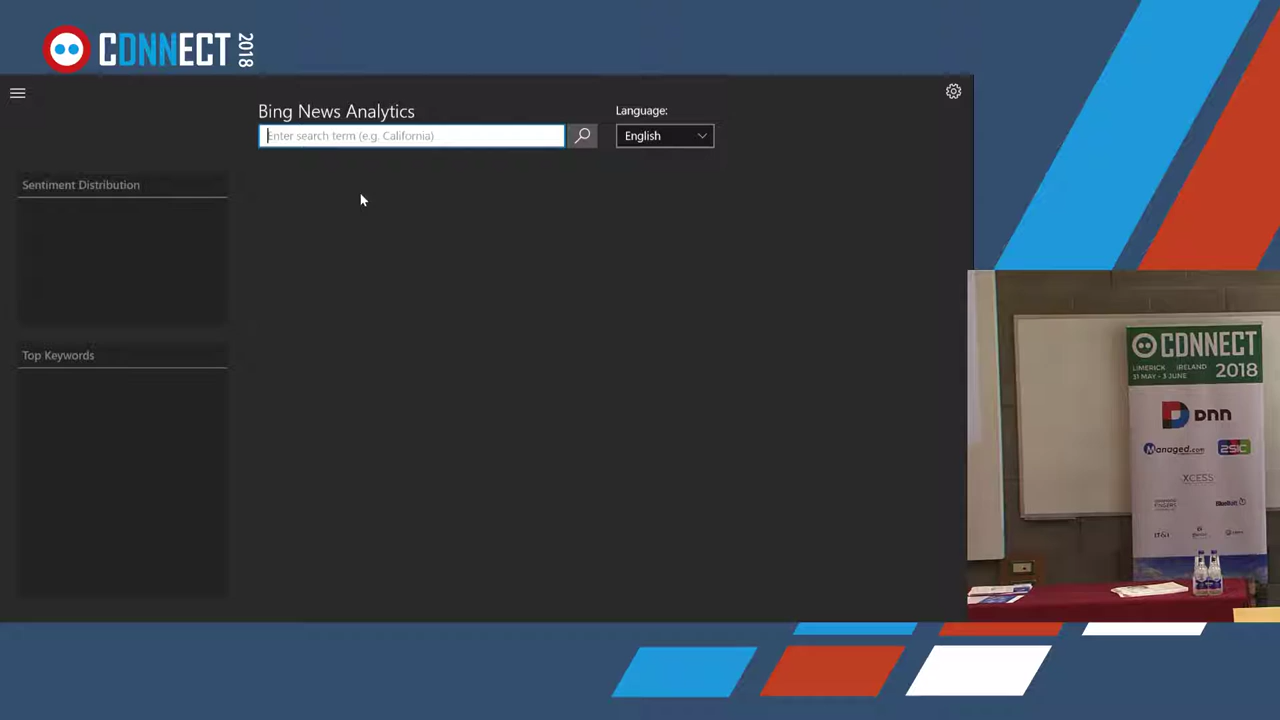 CDNNECT 2018
Bing News Analytics
Language:
Enter search term (e.g. California)
English
Sentiment Distribution
Top Keywords
CDNNECT
LIMERICK IRELAND
31 MAY - 3 JUNE
2018
DNN
Managed.com
2SIC
XCESS